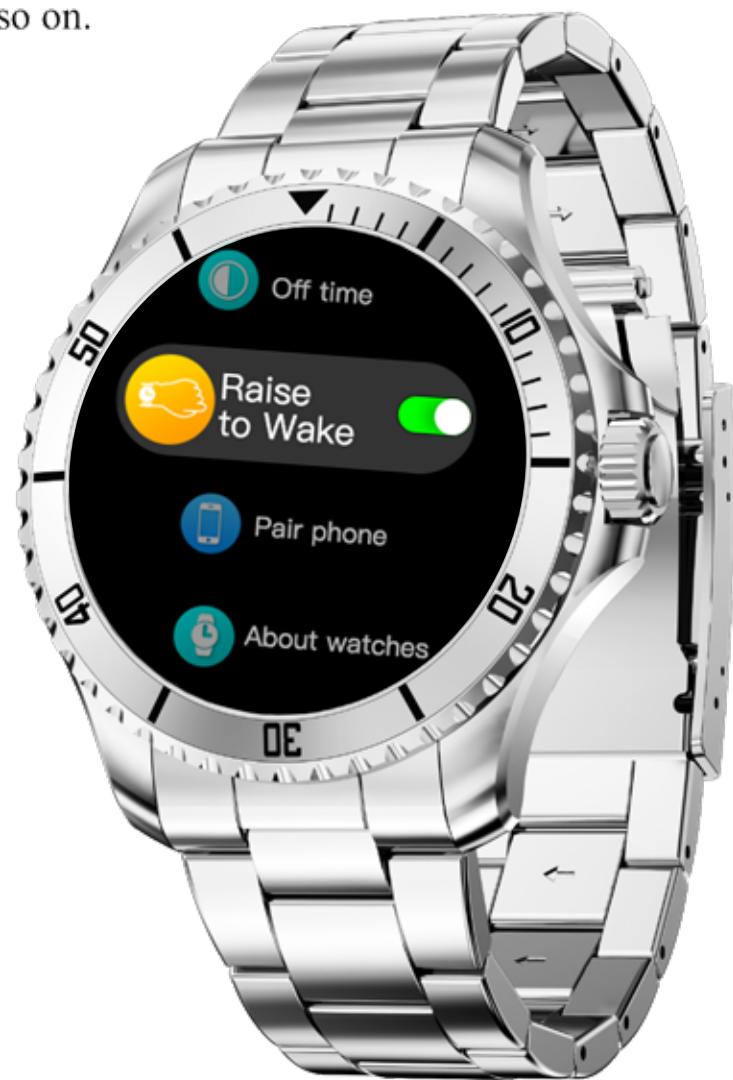 so on.
Off time
Raise
to Wake
Pair phone
About watches
10
20
30
40
50